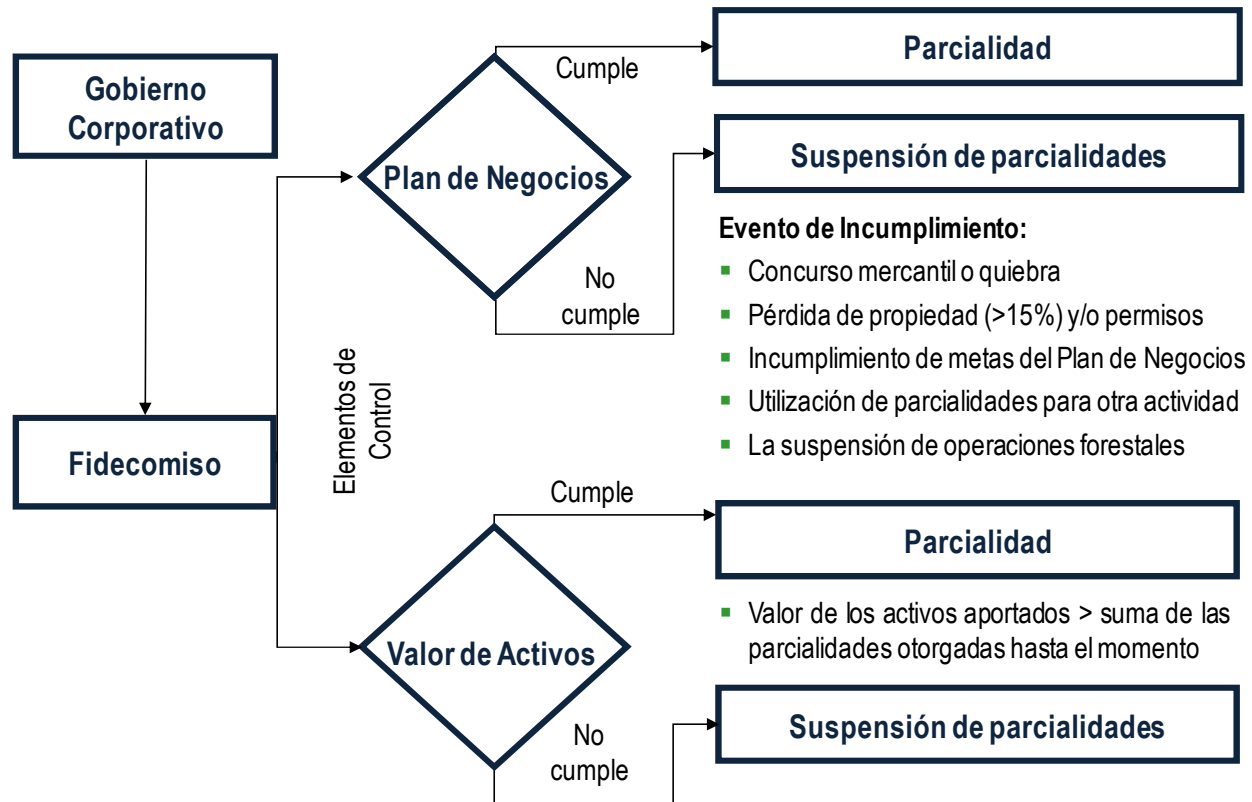 Gobierno
Corporativo
Fidecomiso
Elementos de
Control
Plan de Negocios
Cumple
Parcialidad
No
cumple
Suspensión de parcialidades
Evento de Incumplimiento:
▪ Concurso mercantil o quiebra
▪ Pérdida de propiedad (>15%) y/o permisos
▪ Incumplimiento de metas del Plan de Negocios
▪ Utilización de parcialidades para otra actividad
▪ La suspensión de operaciones forestales
Valor de Activos
Cumple
Parcialidad
▪ Valor de los activos aportados > suma de las
parcialidades otorgadas hasta el momento
No
cumple
Suspensión de parcialidades